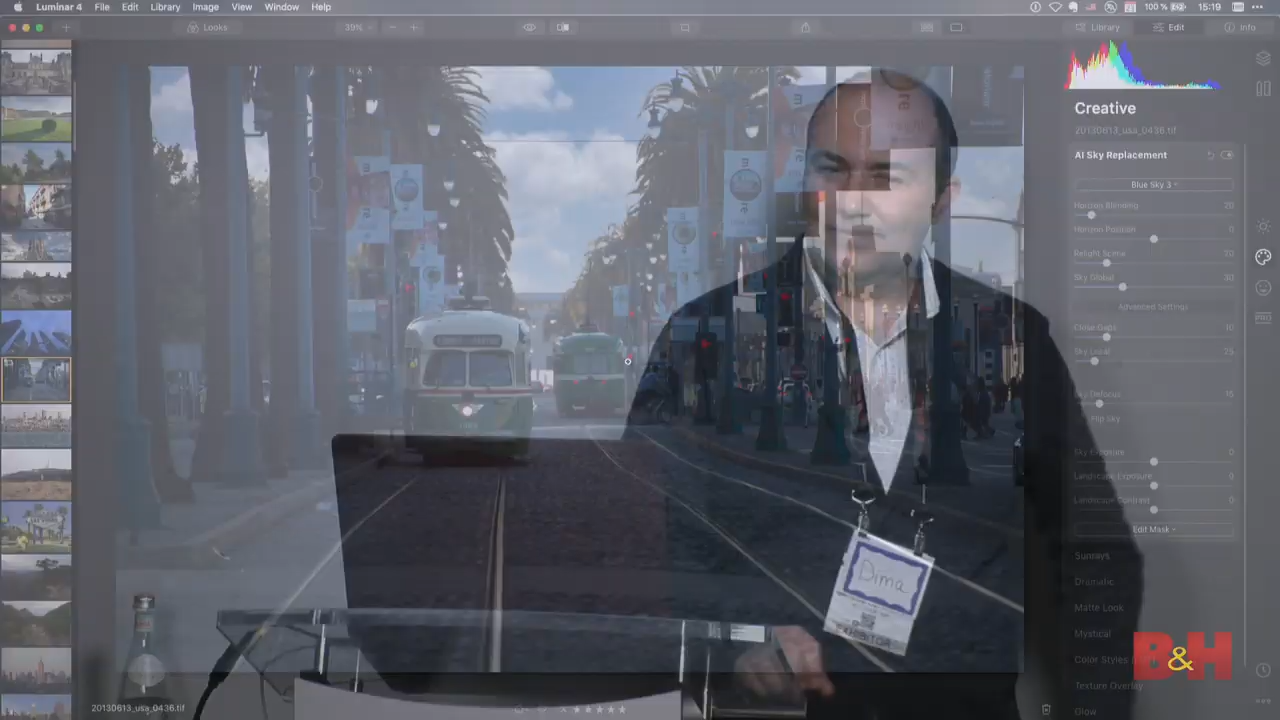 Luminar 4 File Edit Library Image View Window Help
100 % 15:19
Looks
39%
Library Edit Info
Creative
20130613_usa_0436.tif
AI Sky Replacement
Blue Sky 3
Horizon Blending 20
Horizon Position 0
Relight Scene 70
Sky Global 30
Advanced Settings
Close Gaps 10
Sky Local 25
Sky Defocus 15
Flip Sky
Sky Exposure 0
Landscape Exposure 0
Landscape Contrast 0
Edit Mask
Sunrays
Dramatic
Matte Look
Mystical
Color Styles
Texture Overlay
Glow
Dima
EXHIBITOR
B&H
20130613_usa_0436.tif